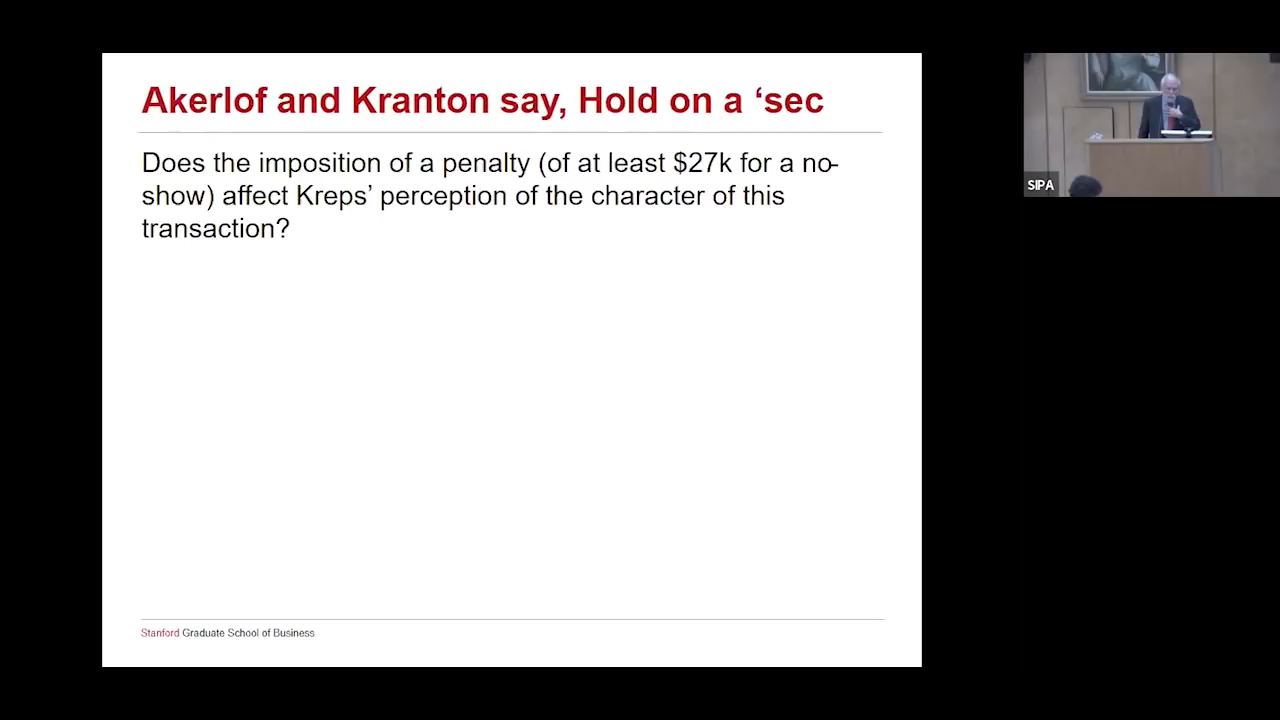 Akerlof and Kranton say, Hold on a ‘sec
Does the imposition of a penalty (of at least $27k for a no-
show) affect Kreps’ perception of the character of this
transaction?
Stanford Graduate School of Business
SIPA